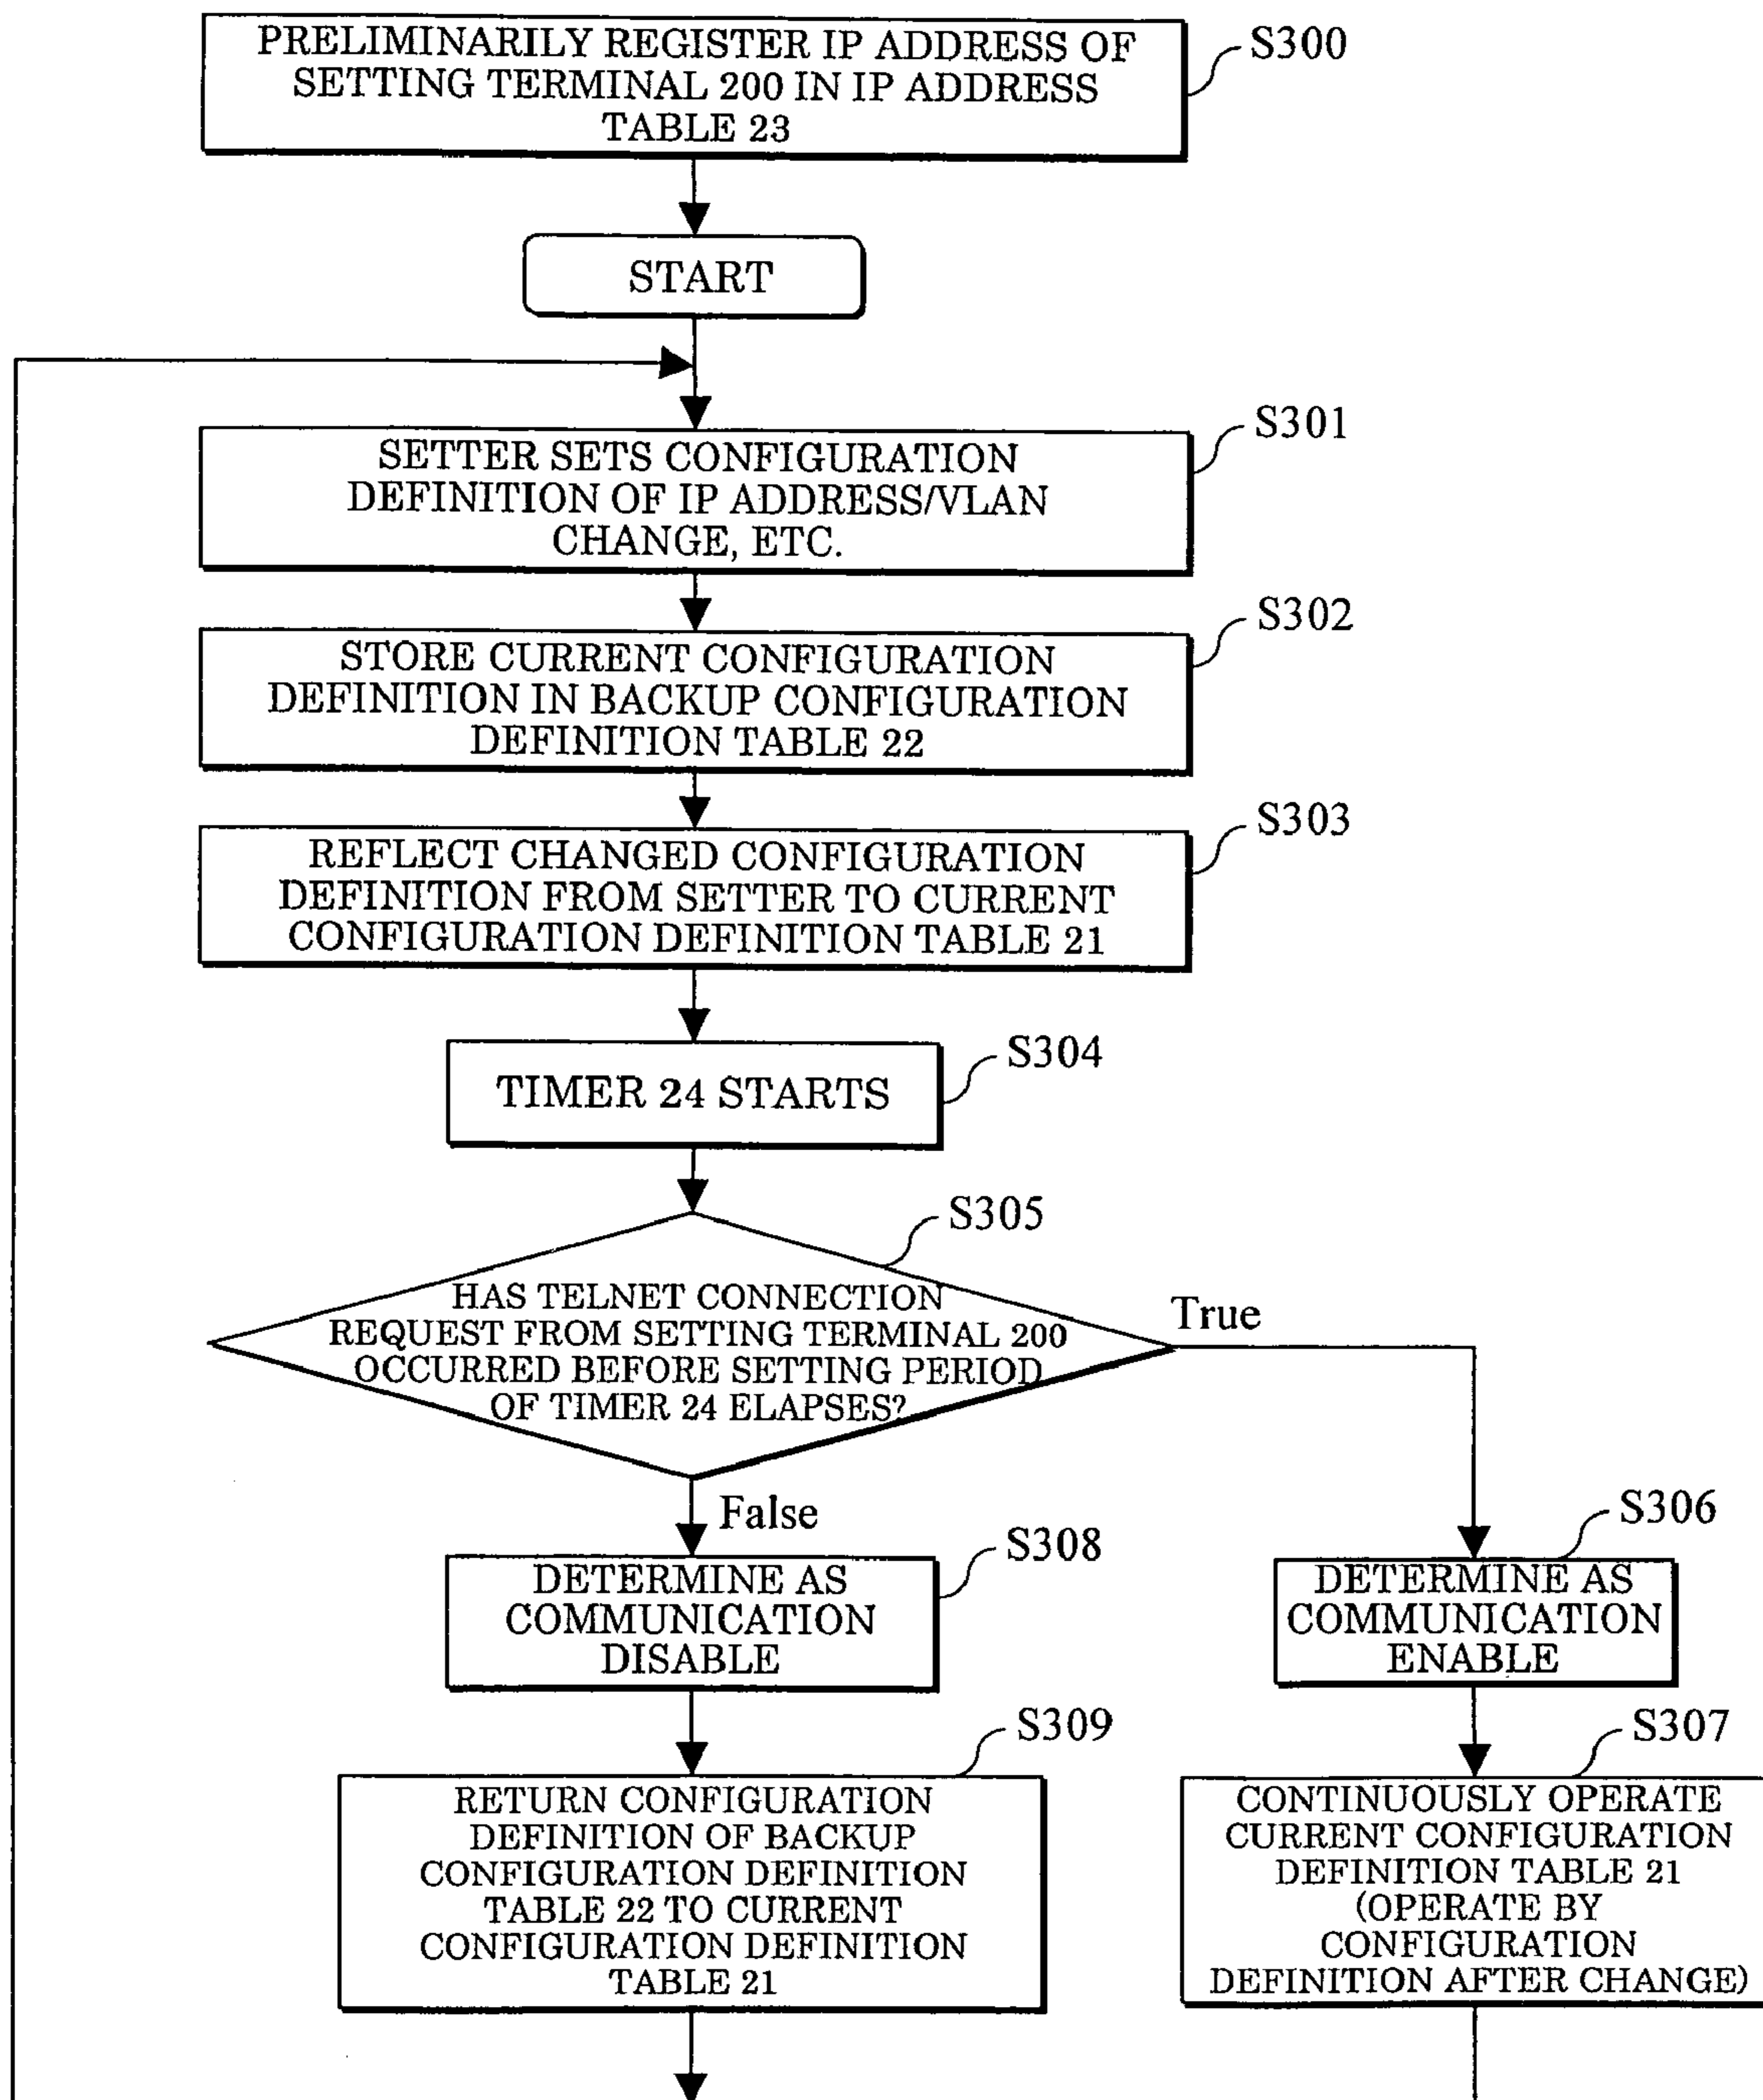 PRELIMINARILY REGISTER IP ADDRESS OF
SETTING TERMINAL 200 IN IP ADDRESS
TABLE 23
S300
START
S301
SETTER SETS CONFIGURATION
DEFINITION OF IP ADDRESS/VLAN
CHANGE, ETC.
S302
STORE CURRENT CONFIGURATION
DEFINITION IN BACKUP CONFIGURATION
DEFINITION TABLE 22
S303
REFLECT CHANGED CONFIGURATION
DEFINITION FROM SETTER TO CURRENT
CONFIGURATION DEFINITION TABLE 21
S304
TIMER 24 STARTS
S305
HAS TELNET CONNECTION
REQUEST FROM SETTING TERMINAL 200
OCCURRED BEFORE SETTING PERIOD
OF TIMER 24 ELAPSES?
True
False
S308
DETERMINE AS
COMMUNICATION
DISABLE
S306
DETERMINE AS
COMMUNICATION
ENABLE
S309
RETURN CONFIGURATION
DEFINITION OF BACKUP
CONFIGURATION DEFINITION
TABLE 22 TO CURRENT
CONFIGURATION DEFINITION
TABLE 21
S307
CONTINUOUSLY OPERATE
CURRENT CONFIGURATION
DEFINITION TABLE 21
(OPERATE BY
CONFIGURATION
DEFINITION AFTER CHANGE)